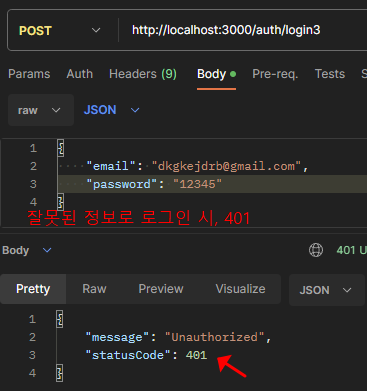 POST http://localhost:3000/auth/login3
Params Auth Headers (9) Body Pre-req. Tests
raw JSON
1 {
2 "email": "dkgkejdrb@gmail.com",
3 "password": "12345"
4 }
잘못된 정보로 로그인 시, 401
Body 401 U
Pretty Raw Preview Visualize JSON
1 {
2 "message": "Unauthorized",
3 "statusCode": 401
4 }